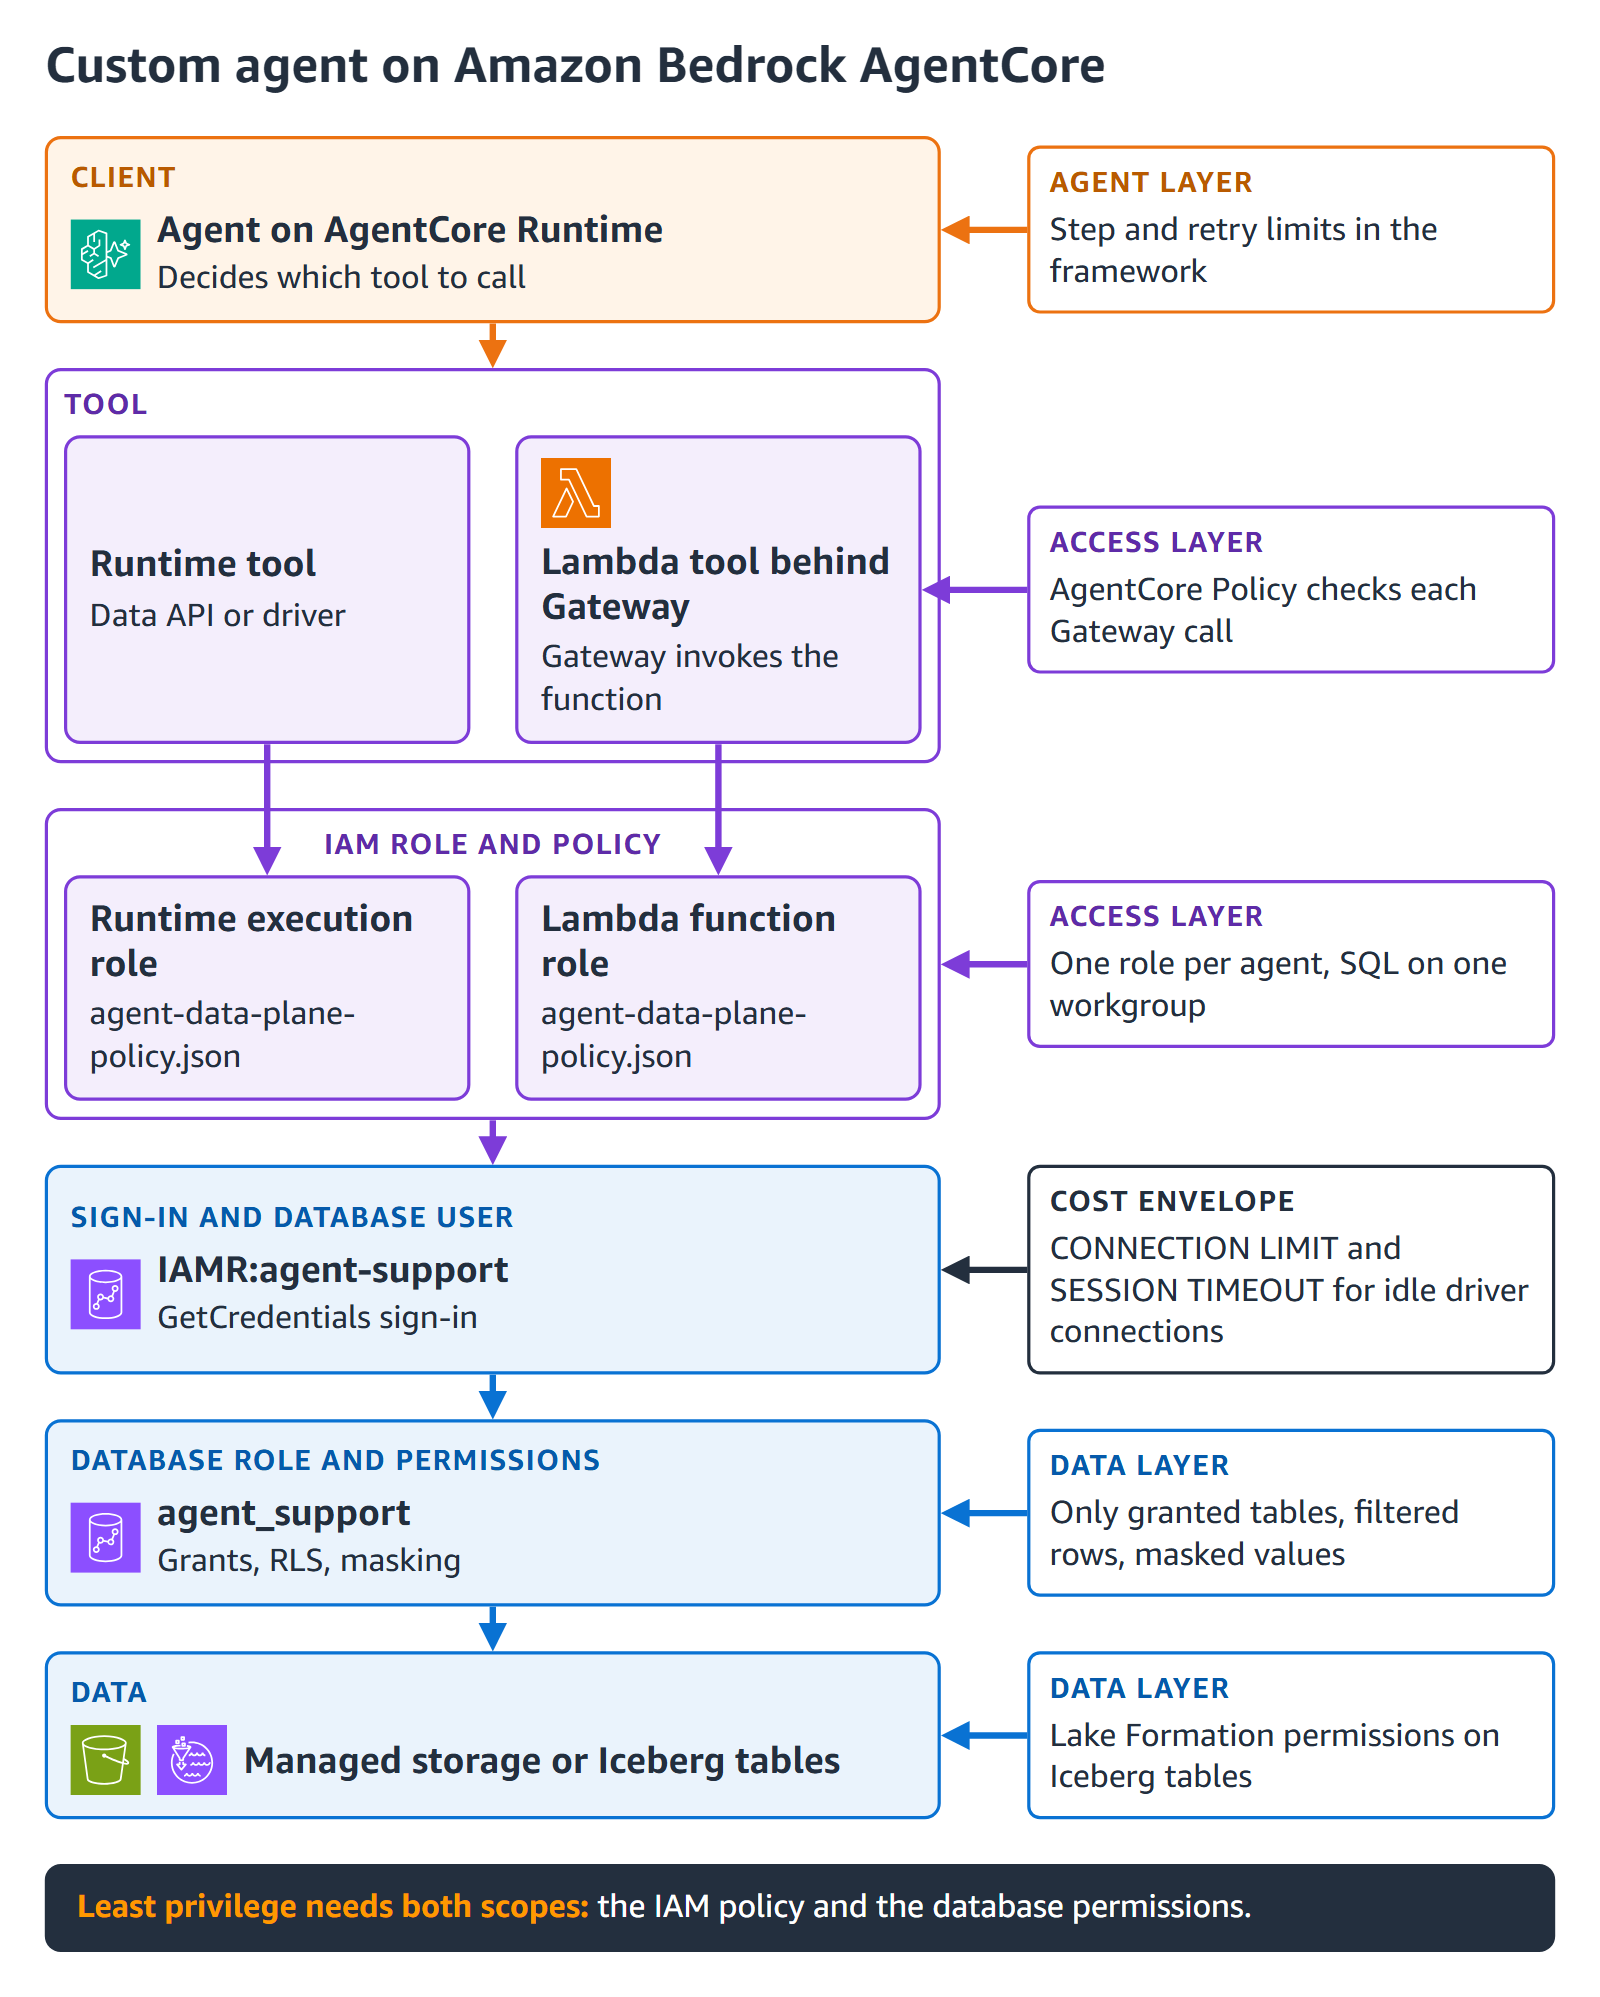 Custom agent on Amazon Bedrock AgentCore
CLIENT
Agent on AgentCore Runtime
Decides which tool to call
AGENT LAYER
Step and retry limits in the
framework
TOOL
Runtime tool
Data API or driver
Lambda tool behind
Gateway
Gateway invokes the
function
ACCESS LAYER
AgentCore Policy checks each
Gateway call
IAM ROLE AND POLICY
Runtime execution
role
agent-data-plane-
policy.json
Lambda function
role
agent-data-plane-
policy.json
ACCESS LAYER
One role per agent, SQL on one
workgroup
SIGN-IN AND DATABASE USER
IAMR:agent-support
GetCredentials sign-in
COST ENVELOPE
CONNECTION LIMIT and
SESSION TIMEOUT for idle driver
connections
DATABASE ROLE AND PERMISSIONS
agent_support
Grants, RLS, masking
DATA LAYER
Only granted tables, filtered
rows, masked values
DATA
Managed storage or Iceberg tables
DATA LAYER
Lake Formation permissions on
Iceberg tables
Least privilege needs both scopes: the IAM policy and the database permissions.